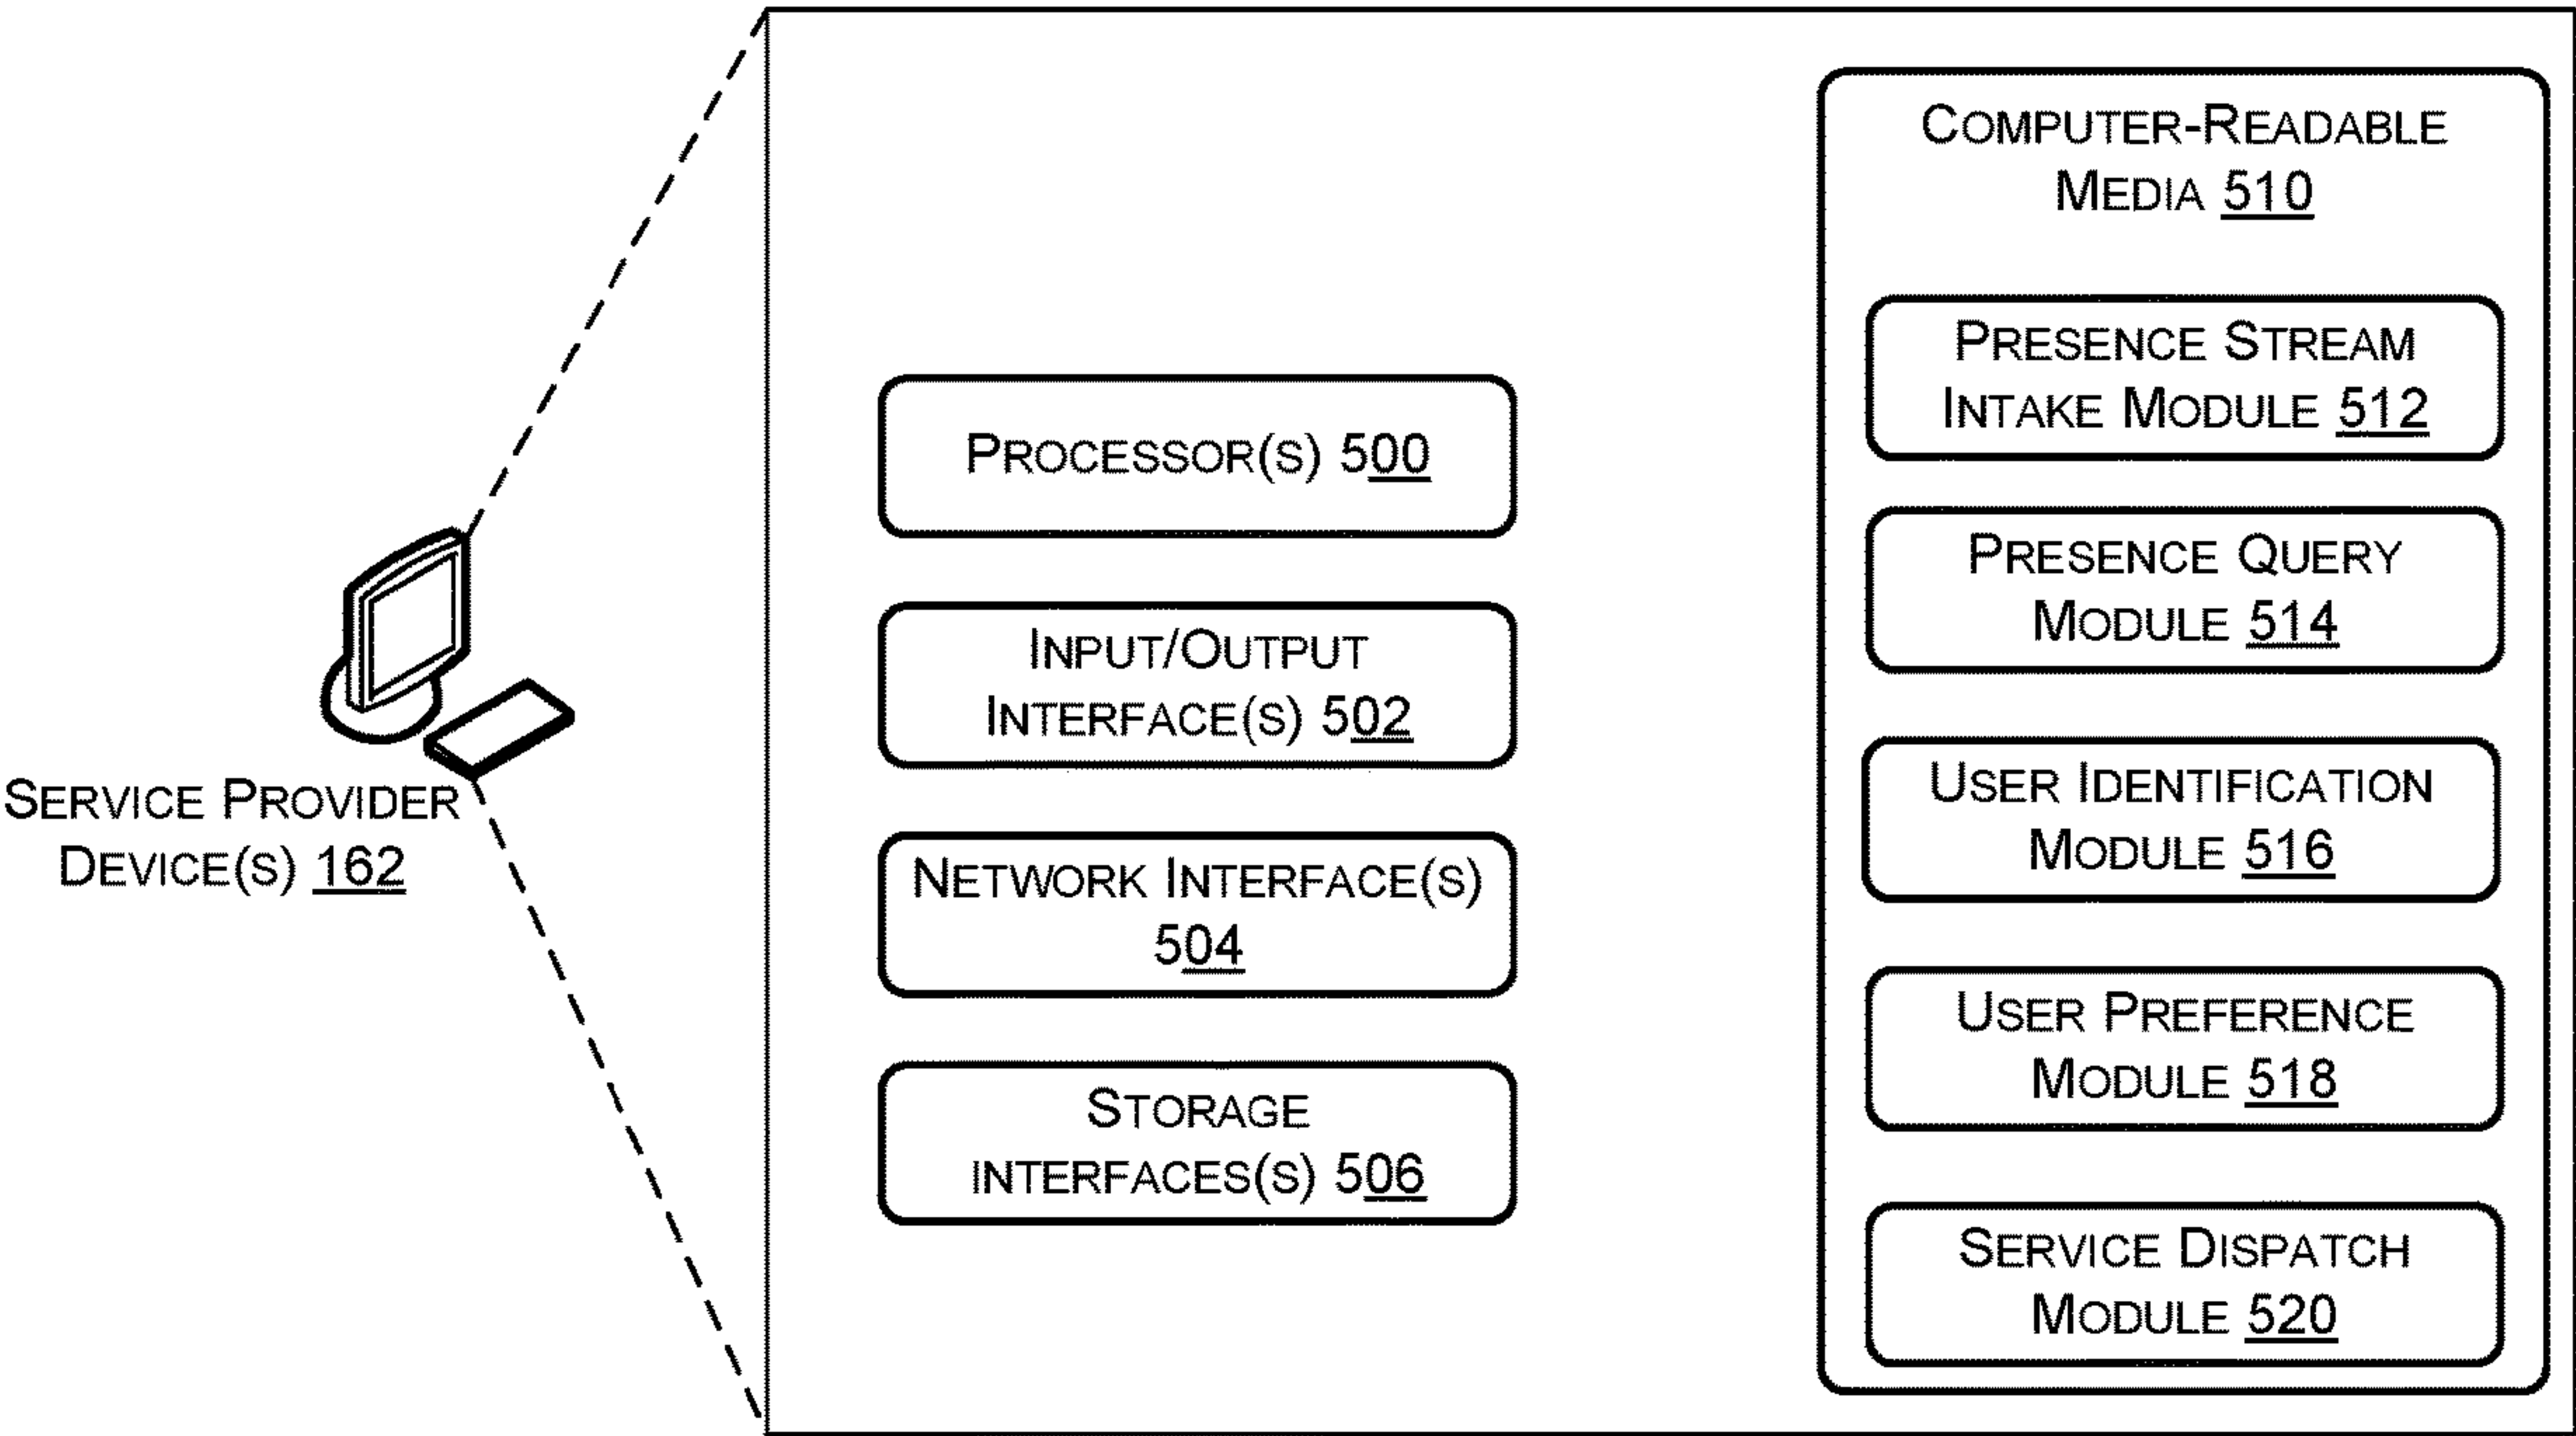 SERVICE PROVIDER
DEVICE(S) 162
PROCESSOR(S) 500
INPUT/OUTPUT
INTERFACE(S) 502
NETWORK INTERFACE(S)
504
STORAGE
INTERFACES(S) 506
COMPUTER-READABLE
MEDIA 510
PRESENCE STREAM
INTAKE MODULE 512
PRESENCE QUERY
MODULE 514
USER IDENTIFICATION
MODULE 516
USER PREFERENCE
MODULE 518
SERVICE DISPATCH
MODULE 520